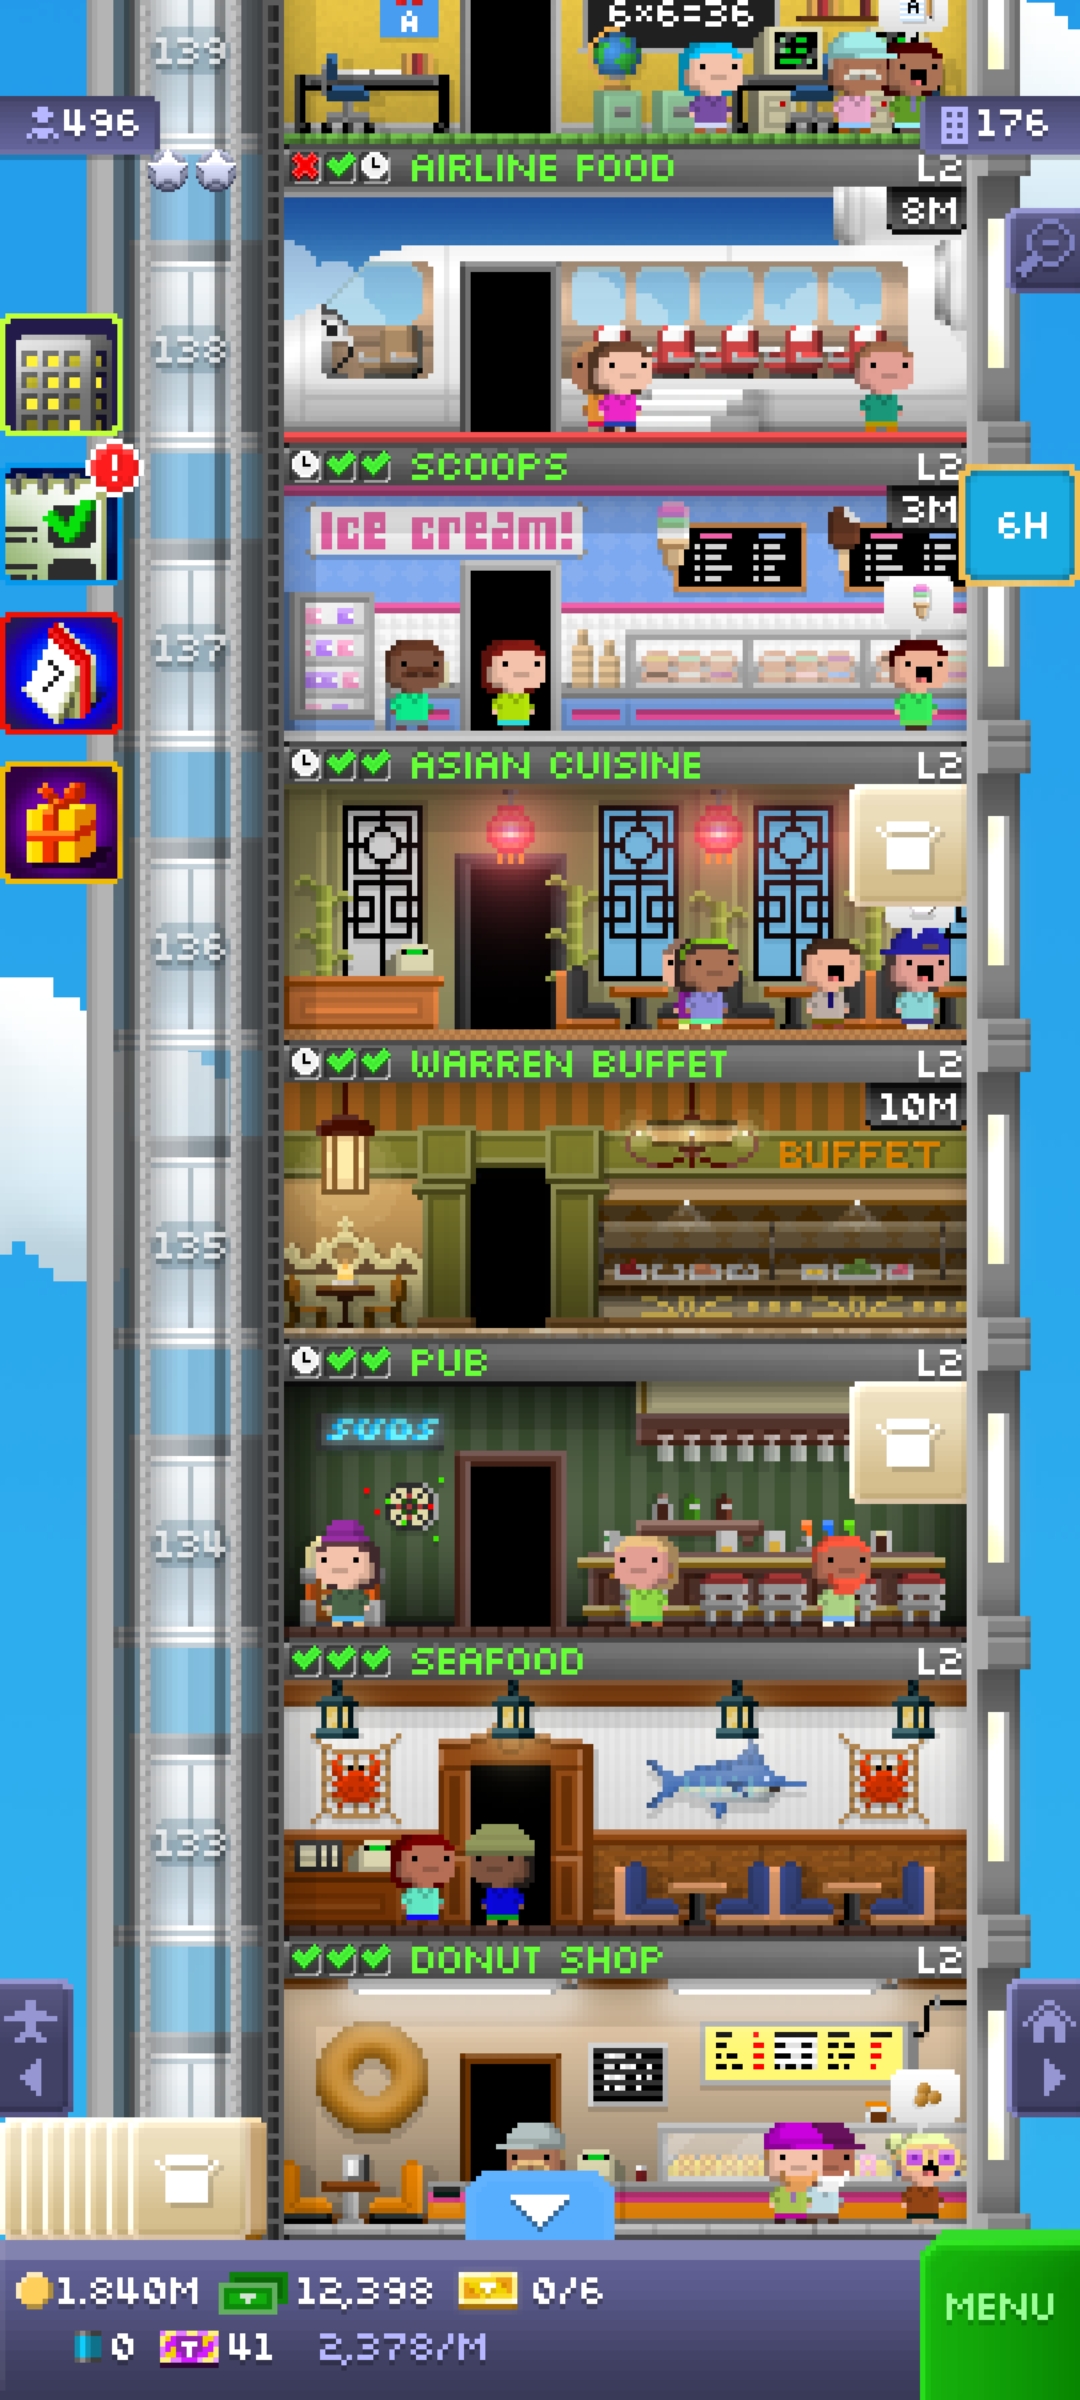 6×6=36
A
A
139
496
176
AIRLINE FOOD L2
8M
138
SCOOPS L2
3M
6H
Ice cream!
137
ASIAN CUISINE L2
136
WARREN BUFFET L2
10M
BUFFET
135
PUB L2
SUDS
134
SEAFOOD L2
133
DONUT SHOP L2
1.840M 12,398 0/6
0 41 2,378/M
MENU